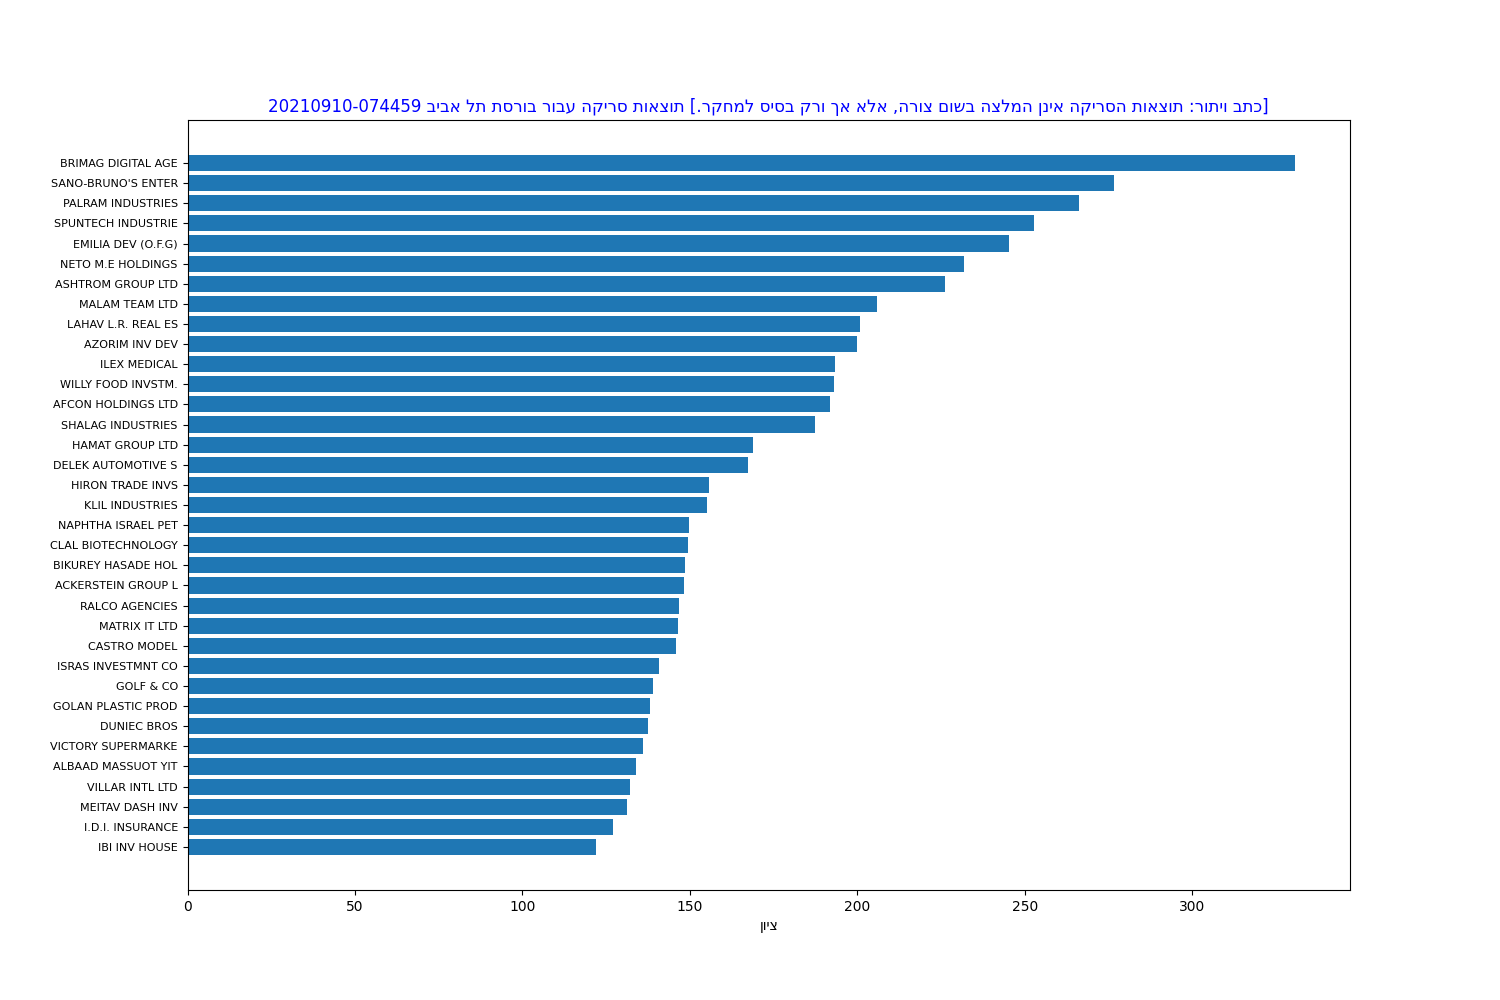 [כתב ויתור: תוצאות הסריקה אינן המלצה בשום צורה, אלא אך ורק בסיס למחקר.] תוצאות סריקה עבור בורסת תל אביב 20210910-074459
BRIMAG DIGITAL AGE
SANO-BRUNO'S ENTER
PALRAM INDUSTRIES
SPUNTECH INDUSTRIE
EMILIA DEV (O.F.G)
NETO M.E HOLDINGS
ASHTROM GROUP LTD
MALAM TEAM LTD
LAHAV L.R. REAL ES
AZORIM INV DEV
ILEX MEDICAL
WILLY FOOD INVSTM.
AFCON HOLDINGS LTD
SHALAG INDUSTRIES
HAMAT GROUP LTD
DELEK AUTOMOTIVE S
HIRON TRADE INVS
KLIL INDUSTRIES
NAPHTHA ISRAEL PET
CLAL BIOTECHNOLOGY
BIKUREY HASADE HOL
ACKERSTEIN GROUP L
RALCO AGENCIES
MATRIX IT LTD
CASTRO MODEL
ISRAS INVESTMNT CO
GOLF & CO
GOLAN PLASTIC PROD
DUNIEC BROS
VICTORY SUPERMARKE
ALBAAD MASSUOT YIT
VILLAR INTL LTD
MEITAV DASH INV
I.D.I. INSURANCE
IBI INV HOUSE
0 50 100 150 200 250 300
ציון